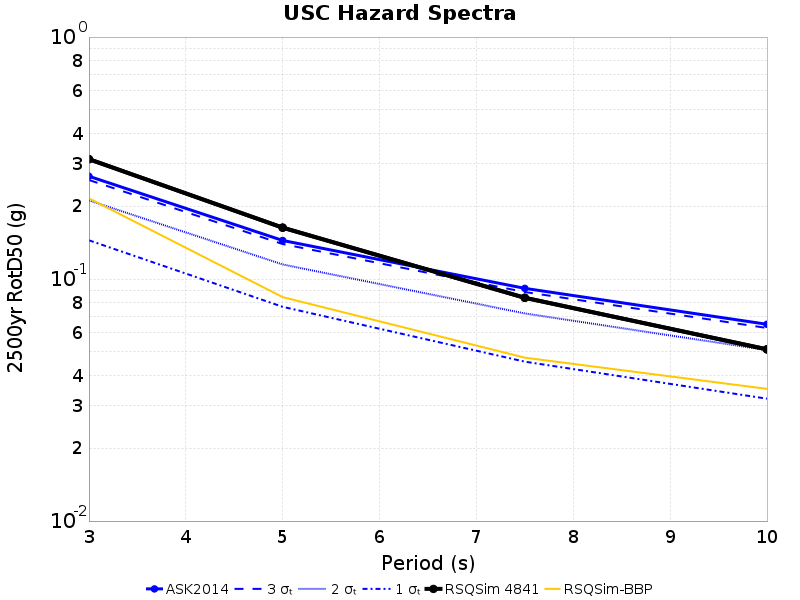 USC Hazard Spectra
2500yr RotD50 (g)
10^0
8
6
4
3
2
10^-1
8
6
4
3
2
10^-2
3 4 5 6 7 8 9 10
Period (s)
ASK2014 3 σₜ 2 σₜ 1 σₜ RSQSim 4841 RSQSim-BBP